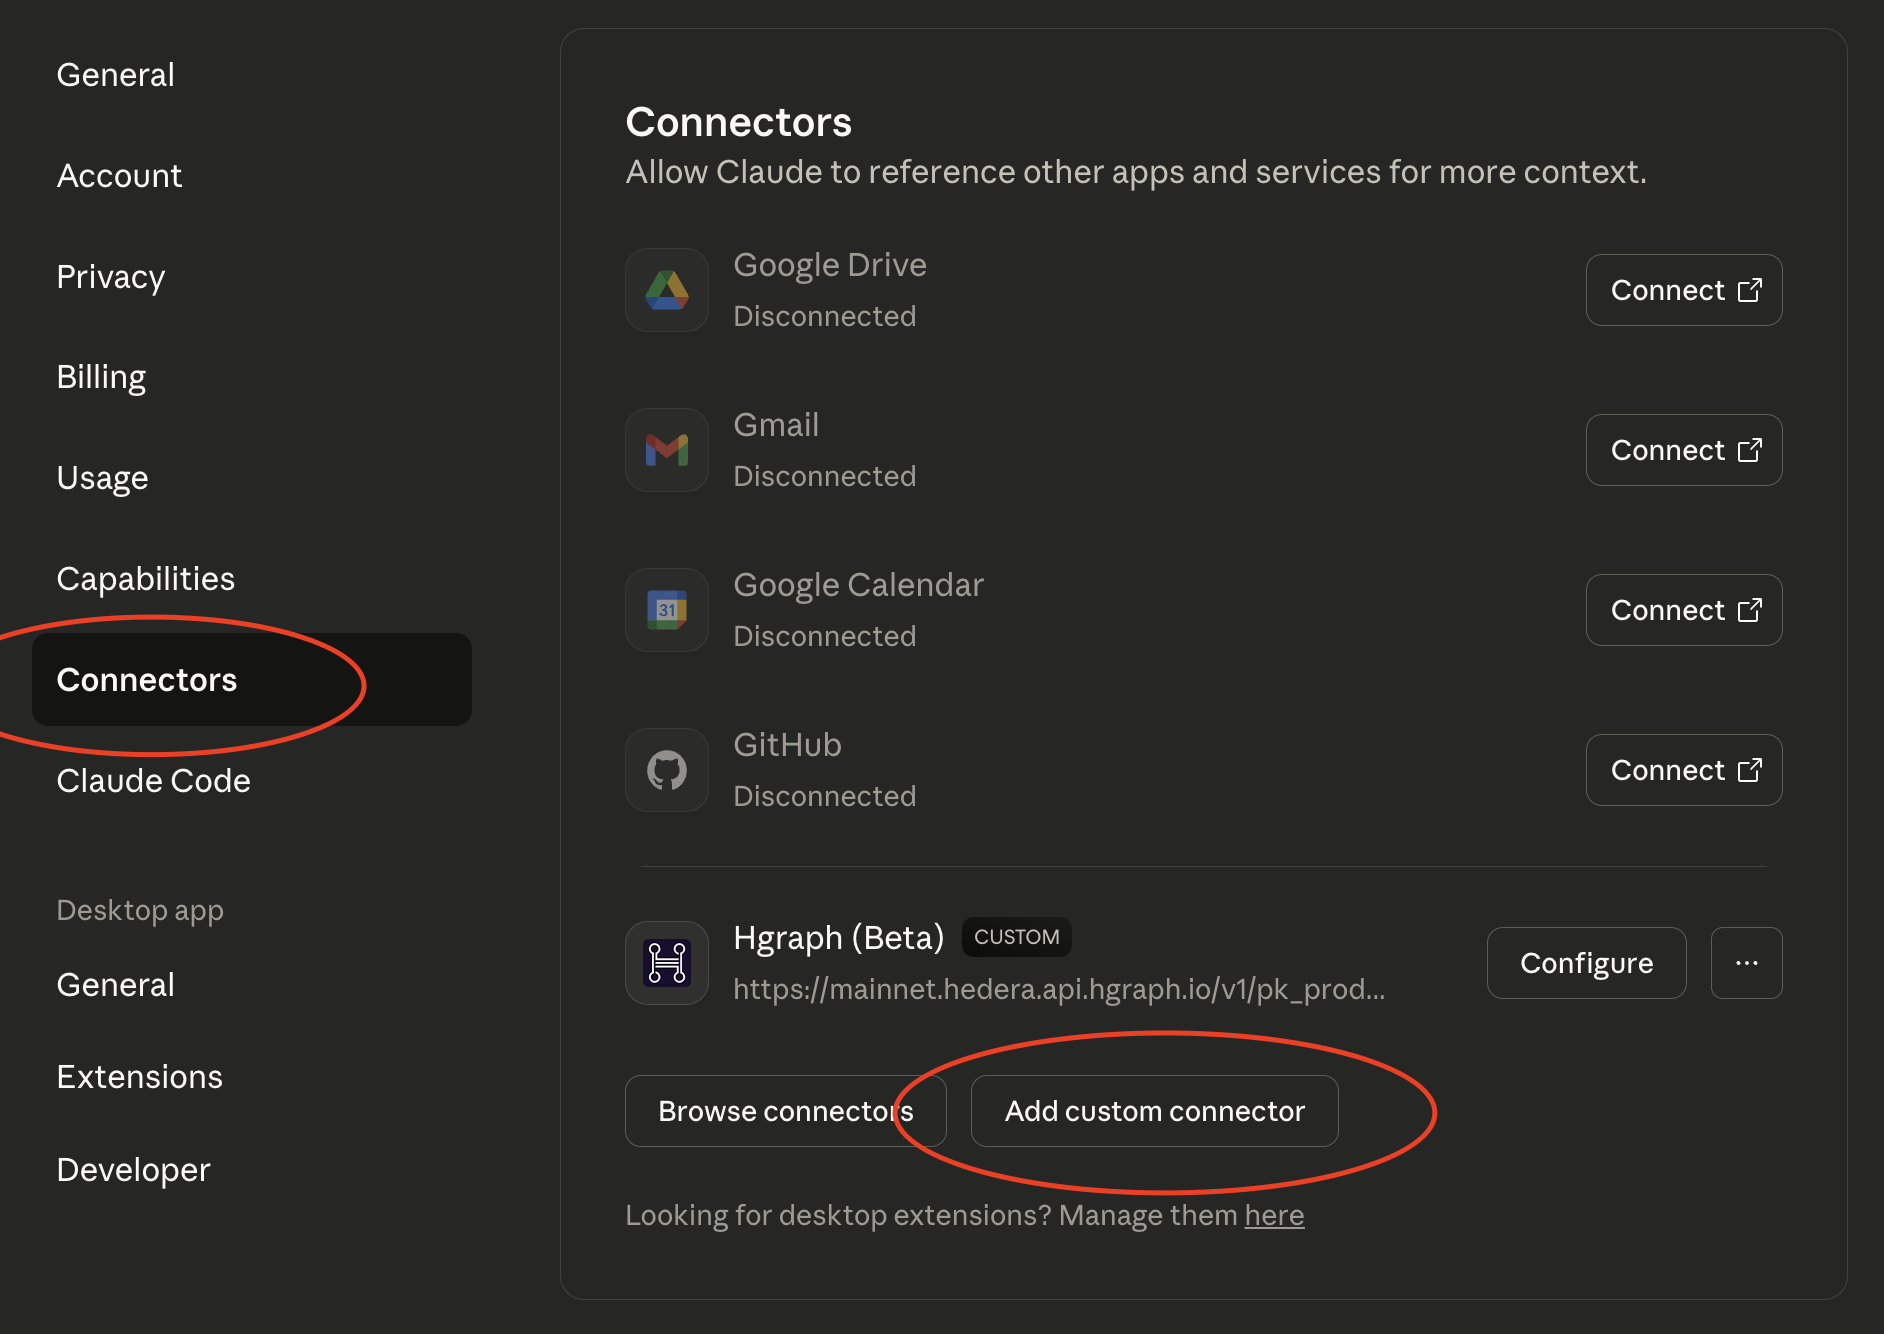 General
Account
Privacy
Billing
Usage
Capabilities
Connectors
Claude Code
Desktop app
General
Extensions
Developer
Connectors
Allow Claude to reference other apps and services for more context.
Google Drive
Disconnected
Connect
Gmail
Disconnected
Connect
31
Google Calendar
Disconnected
Connect
GitHub
Disconnected
Connect
Hgraph (Beta) CUSTOM
https://mainnet.hedera.api.hgraph.io/v1/pk_prod...
Configure
...
Browse connectors
Add custom connector
Looking for desktop extensions? Manage them here